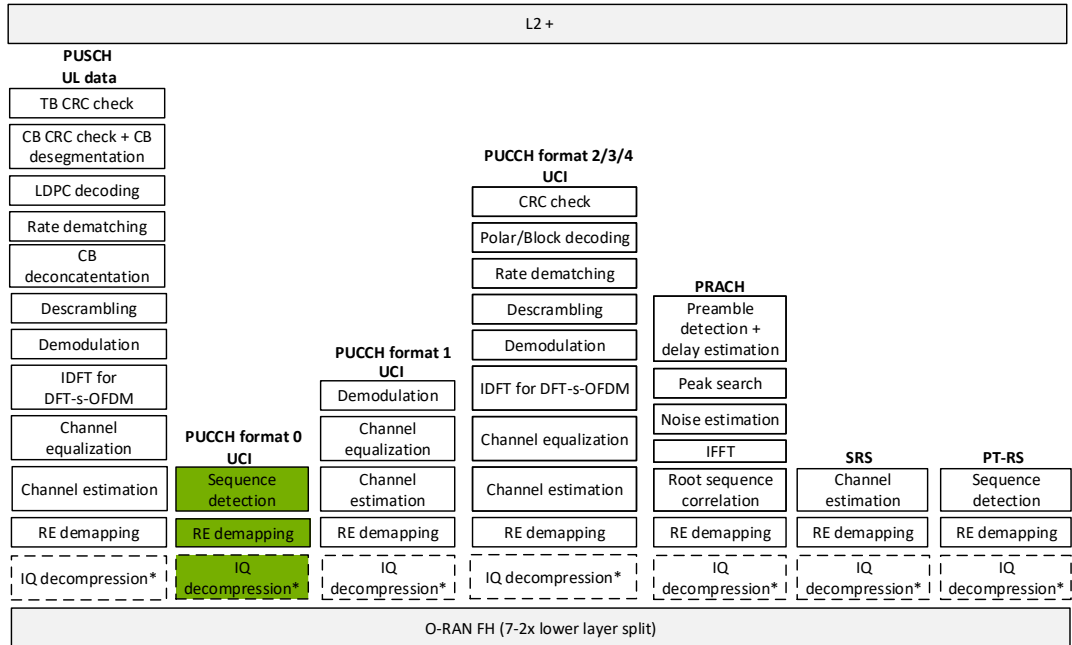 L2 +
PUSCH
UL data
TB CRC check
CB CRC check + CB
desegmentation
LDPC decoding
Rate dematching
CB
deconcatentation
Descrambling
Demodulation
IDFT for
DFT-s-OFDM
Channel
equalization
Channel estimation
RE demapping
IQ decompression*
PUCCH format 0
UCI
Sequence
detection
RE demapping
IQ
decompression*
PUCCH format 1
UCI
Demodulation
Channel
equalization
Channel
estimation
RE demapping
IQ
decompression*
PUCCH format 2/3/4
UCI
CRC check
Polar/Block decoding
Rate dematching
Descrambling
Demodulation
IDFT for DFT-s-OFDM
Channel equalization
Channel estimation
RE demapping
IQ decompression*
PRACH
Preamble
detection +
delay estimation
Peak search
Noise estimation
IFFT
Root sequence
correlation
RE demapping
IQ
decompression*
SRS
Channel
estimation
RE demapping
IQ
decompression*
PT-RS
Sequence
detection
RE demapping
IQ
decompression*
O-RAN FH (7-2x lower layer split)